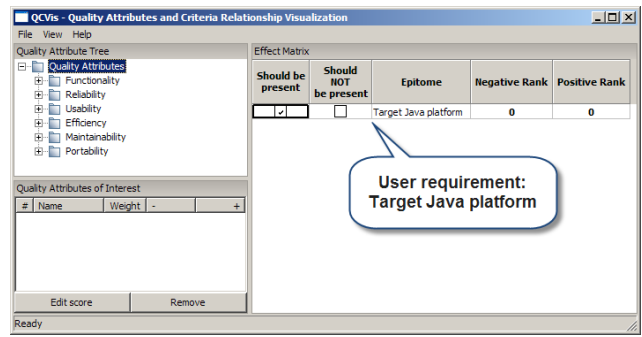 QCVis - Quality Attributes and Criteria Relationship Visualization
File View Help
Quality Attribute Tree
Quality Attributes
Functionality
Reliability
Usability
Efficiency
Maintainability
Portability
Quality Attributes of Interest
# Name Weight - +
Edit score Remove
Effect Matrix
Should be
present
Should
NOT
be present
Epitome
Negative Rank
Positive Rank
Target Java platform 0 0
User requirement:
Target Java platform
Ready